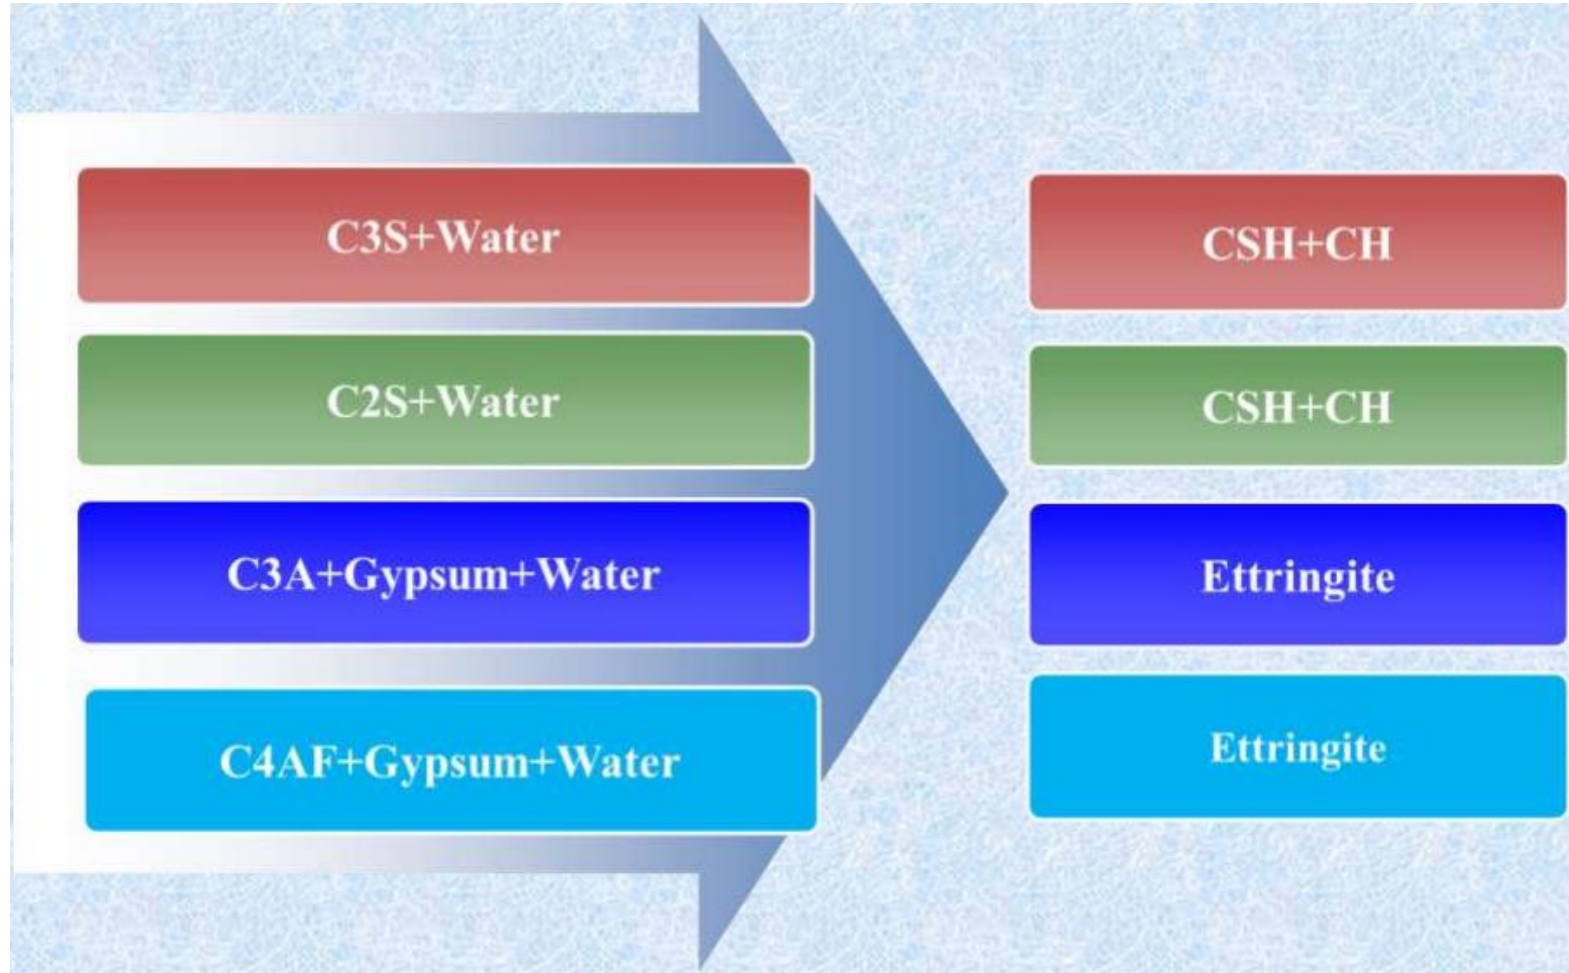 C3S+Water
CSH+CH
C2S+Water
CSH+CH
C3A+Gypsum+Water
Ettringite
C4AF+Gypsum+Water
Ettringite